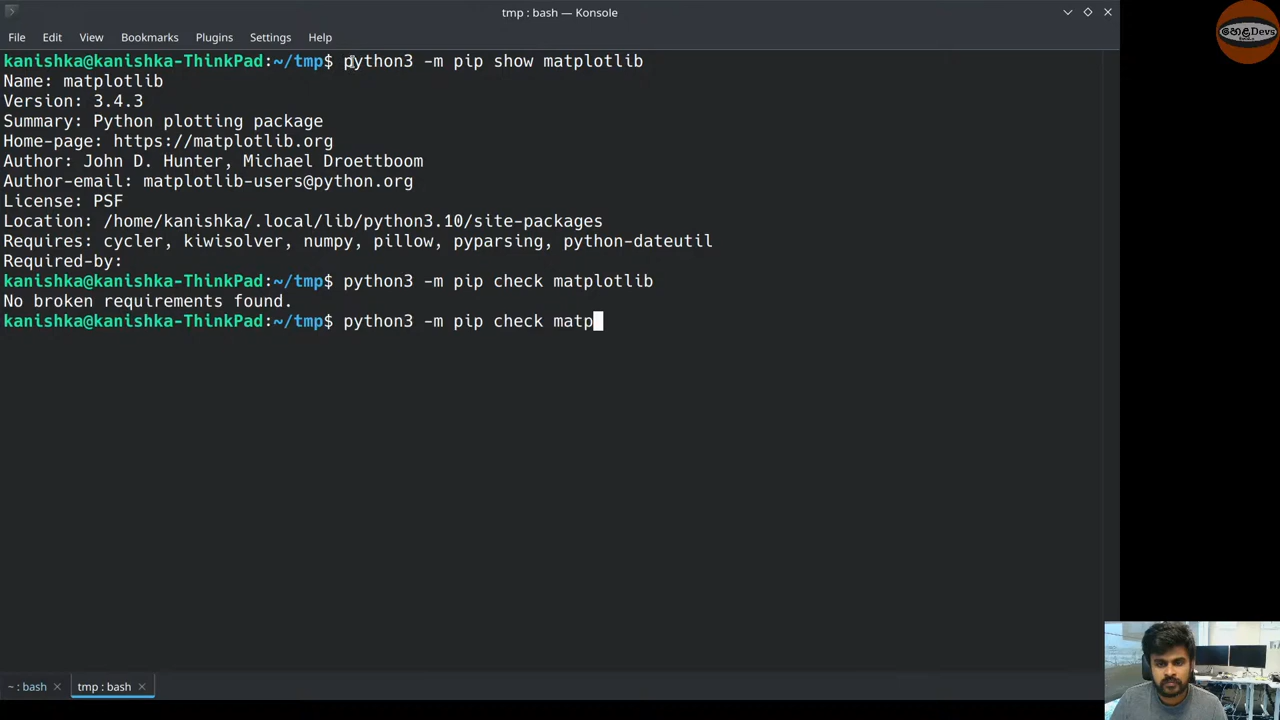 tmp : bash — Konsole
හෙළDevs
File Edit View Bookmarks Plugins Settings Help
kanishka@kanishka-ThinkPad:~/tmp$ python3 -m pip show matplotlib
Name: matplotlib
Version: 3.4.3
Summary: Python plotting package
Home-page: https://matplotlib.org
Author: John D. Hunter, Michael Droettboom
Author-email: matplotlib-users@python.org
License: PSF
Location: /home/kanishka/.local/lib/python3.10/site-packages
Requires: cycler, kiwisolver, numpy, pillow, pyparsing, python-dateutil
Required-by:
kanishka@kanishka-ThinkPad:~/tmp$ python3 -m pip check matplotlib
No broken requirements found.
kanishka@kanishka-ThinkPad:~/tmp$ python3 -m pip check matp
~ : bash tmp : bash